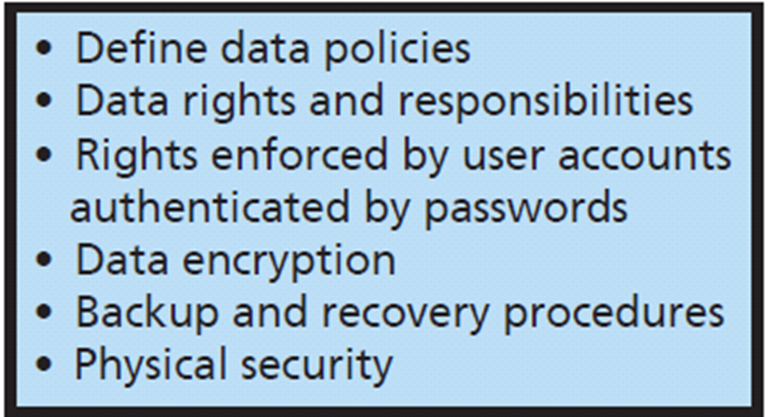 • Define data policies
• Data rights and responsibilities
• Rights enforced by user accounts
authenticated by passwords
• Data encryption
• Backup and recovery procedures
• Physical security